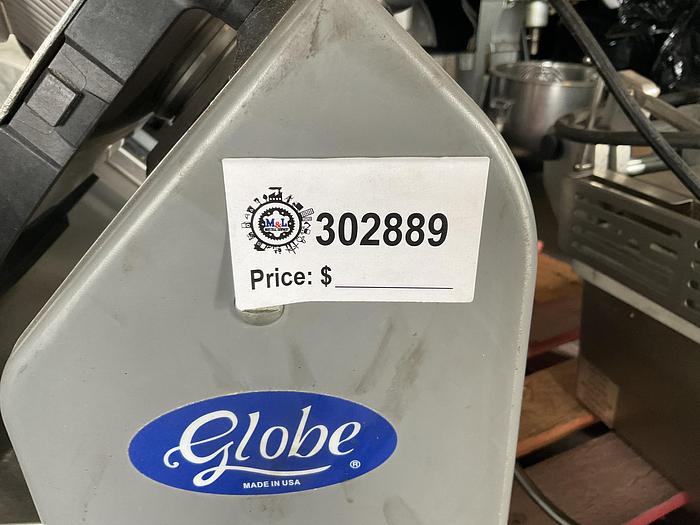 M&L
302889
Price: $
Globe ®
MADE IN USA